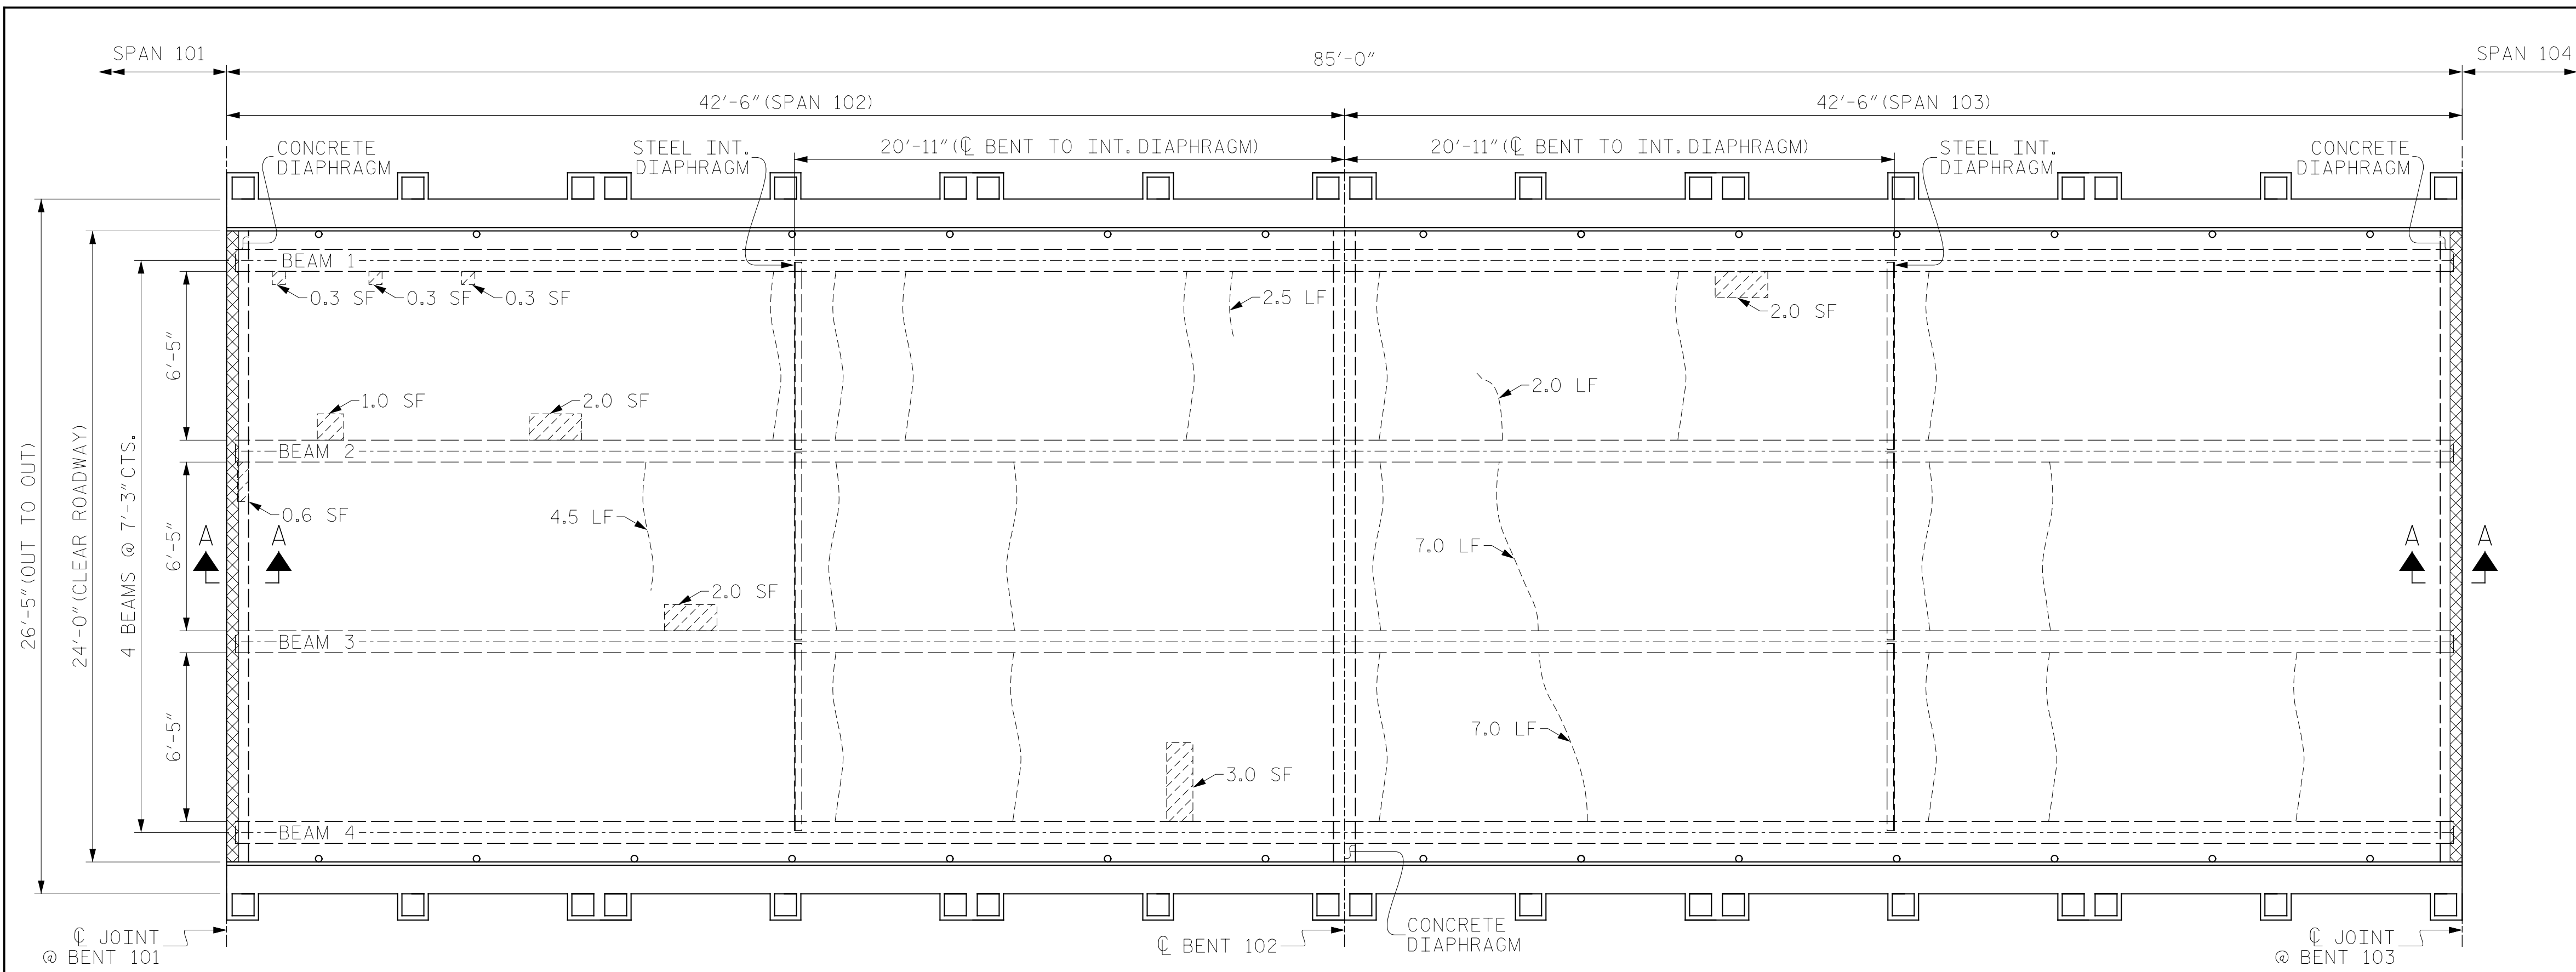 SPAN 101
85'-0"
SPAN 104
42'-6"(SPAN 102)
42'-6"(SPAN 103)
CONCRETE
DIAPHRAGM
STEEL INT.
DIAPHRAGM
20'-11"(℄ BENT TO INT. DIAPHRAGM)
20'-11"(℄ BENT TO INT. DIAPHRAGM)
STEEL INT.
DIAPHRAGM
CONCRETE
DIAPHRAGM
BEAM 1
0.3 SF
0.3 SF
0.3 SF
2.5 LF
2.0 SF
6'-5"
1.0 SF
2.0 SF
2.0 LF
BEAM 2
26'-5"(OUT TO OUT)
24'-0"(CLEAR ROADWAY)
4 BEAMS @ 7'-3" CTS.
6'-5"
0.6 SF
4.5 LF
7.0 LF
A
A
A
A
2.0 SF
BEAM 3
6'-5"
7.0 LF
3.0 SF
BEAM 4
℄ JOINT
@ BENT 101
℄ BENT 102
CONCRETE
DIAPHRAGM
℄ JOINT
@ BENT 103